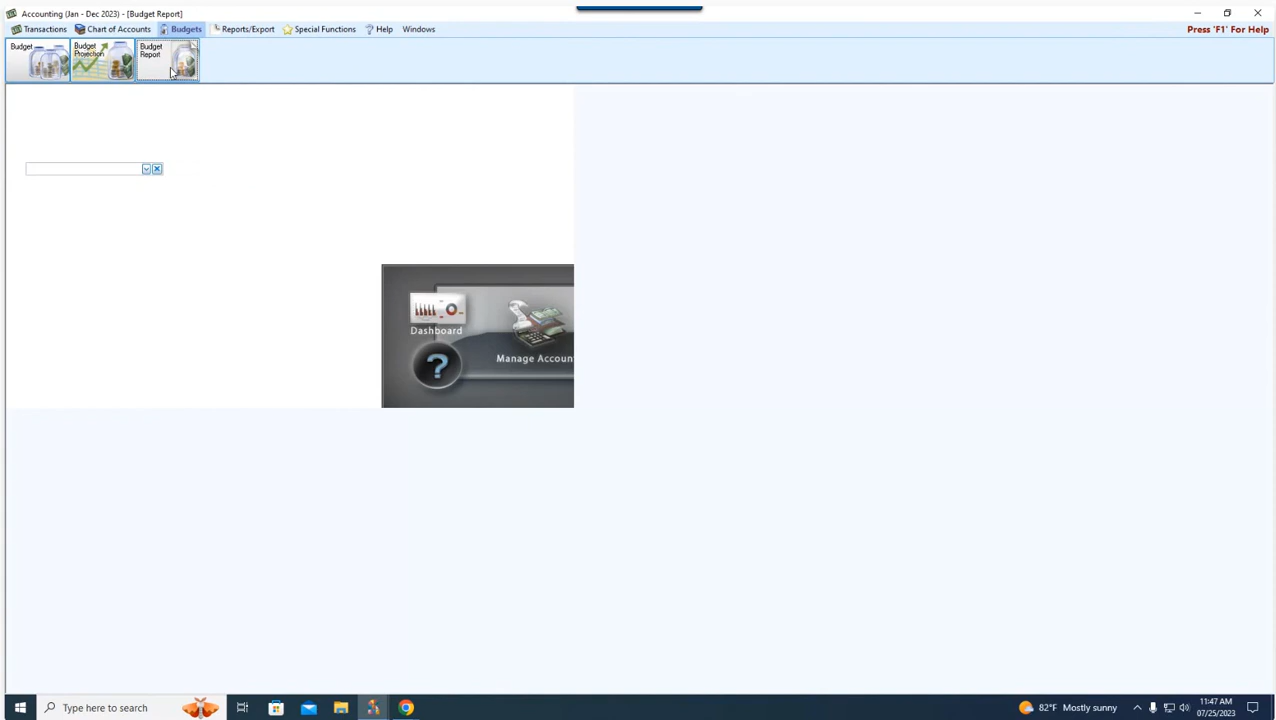 Accounting (Jan - Dec 2023) - [Budget Report]
Transactions Chart of Accounts Budgets Reports/Export Special Functions Help Windows Press 'F1' For Help
Budget
Budget Projection
Budget Report
Dashboard
?
Manage Accoun
Type here to search
82°F Mostly sunny
11:47 AM
07/25/2023